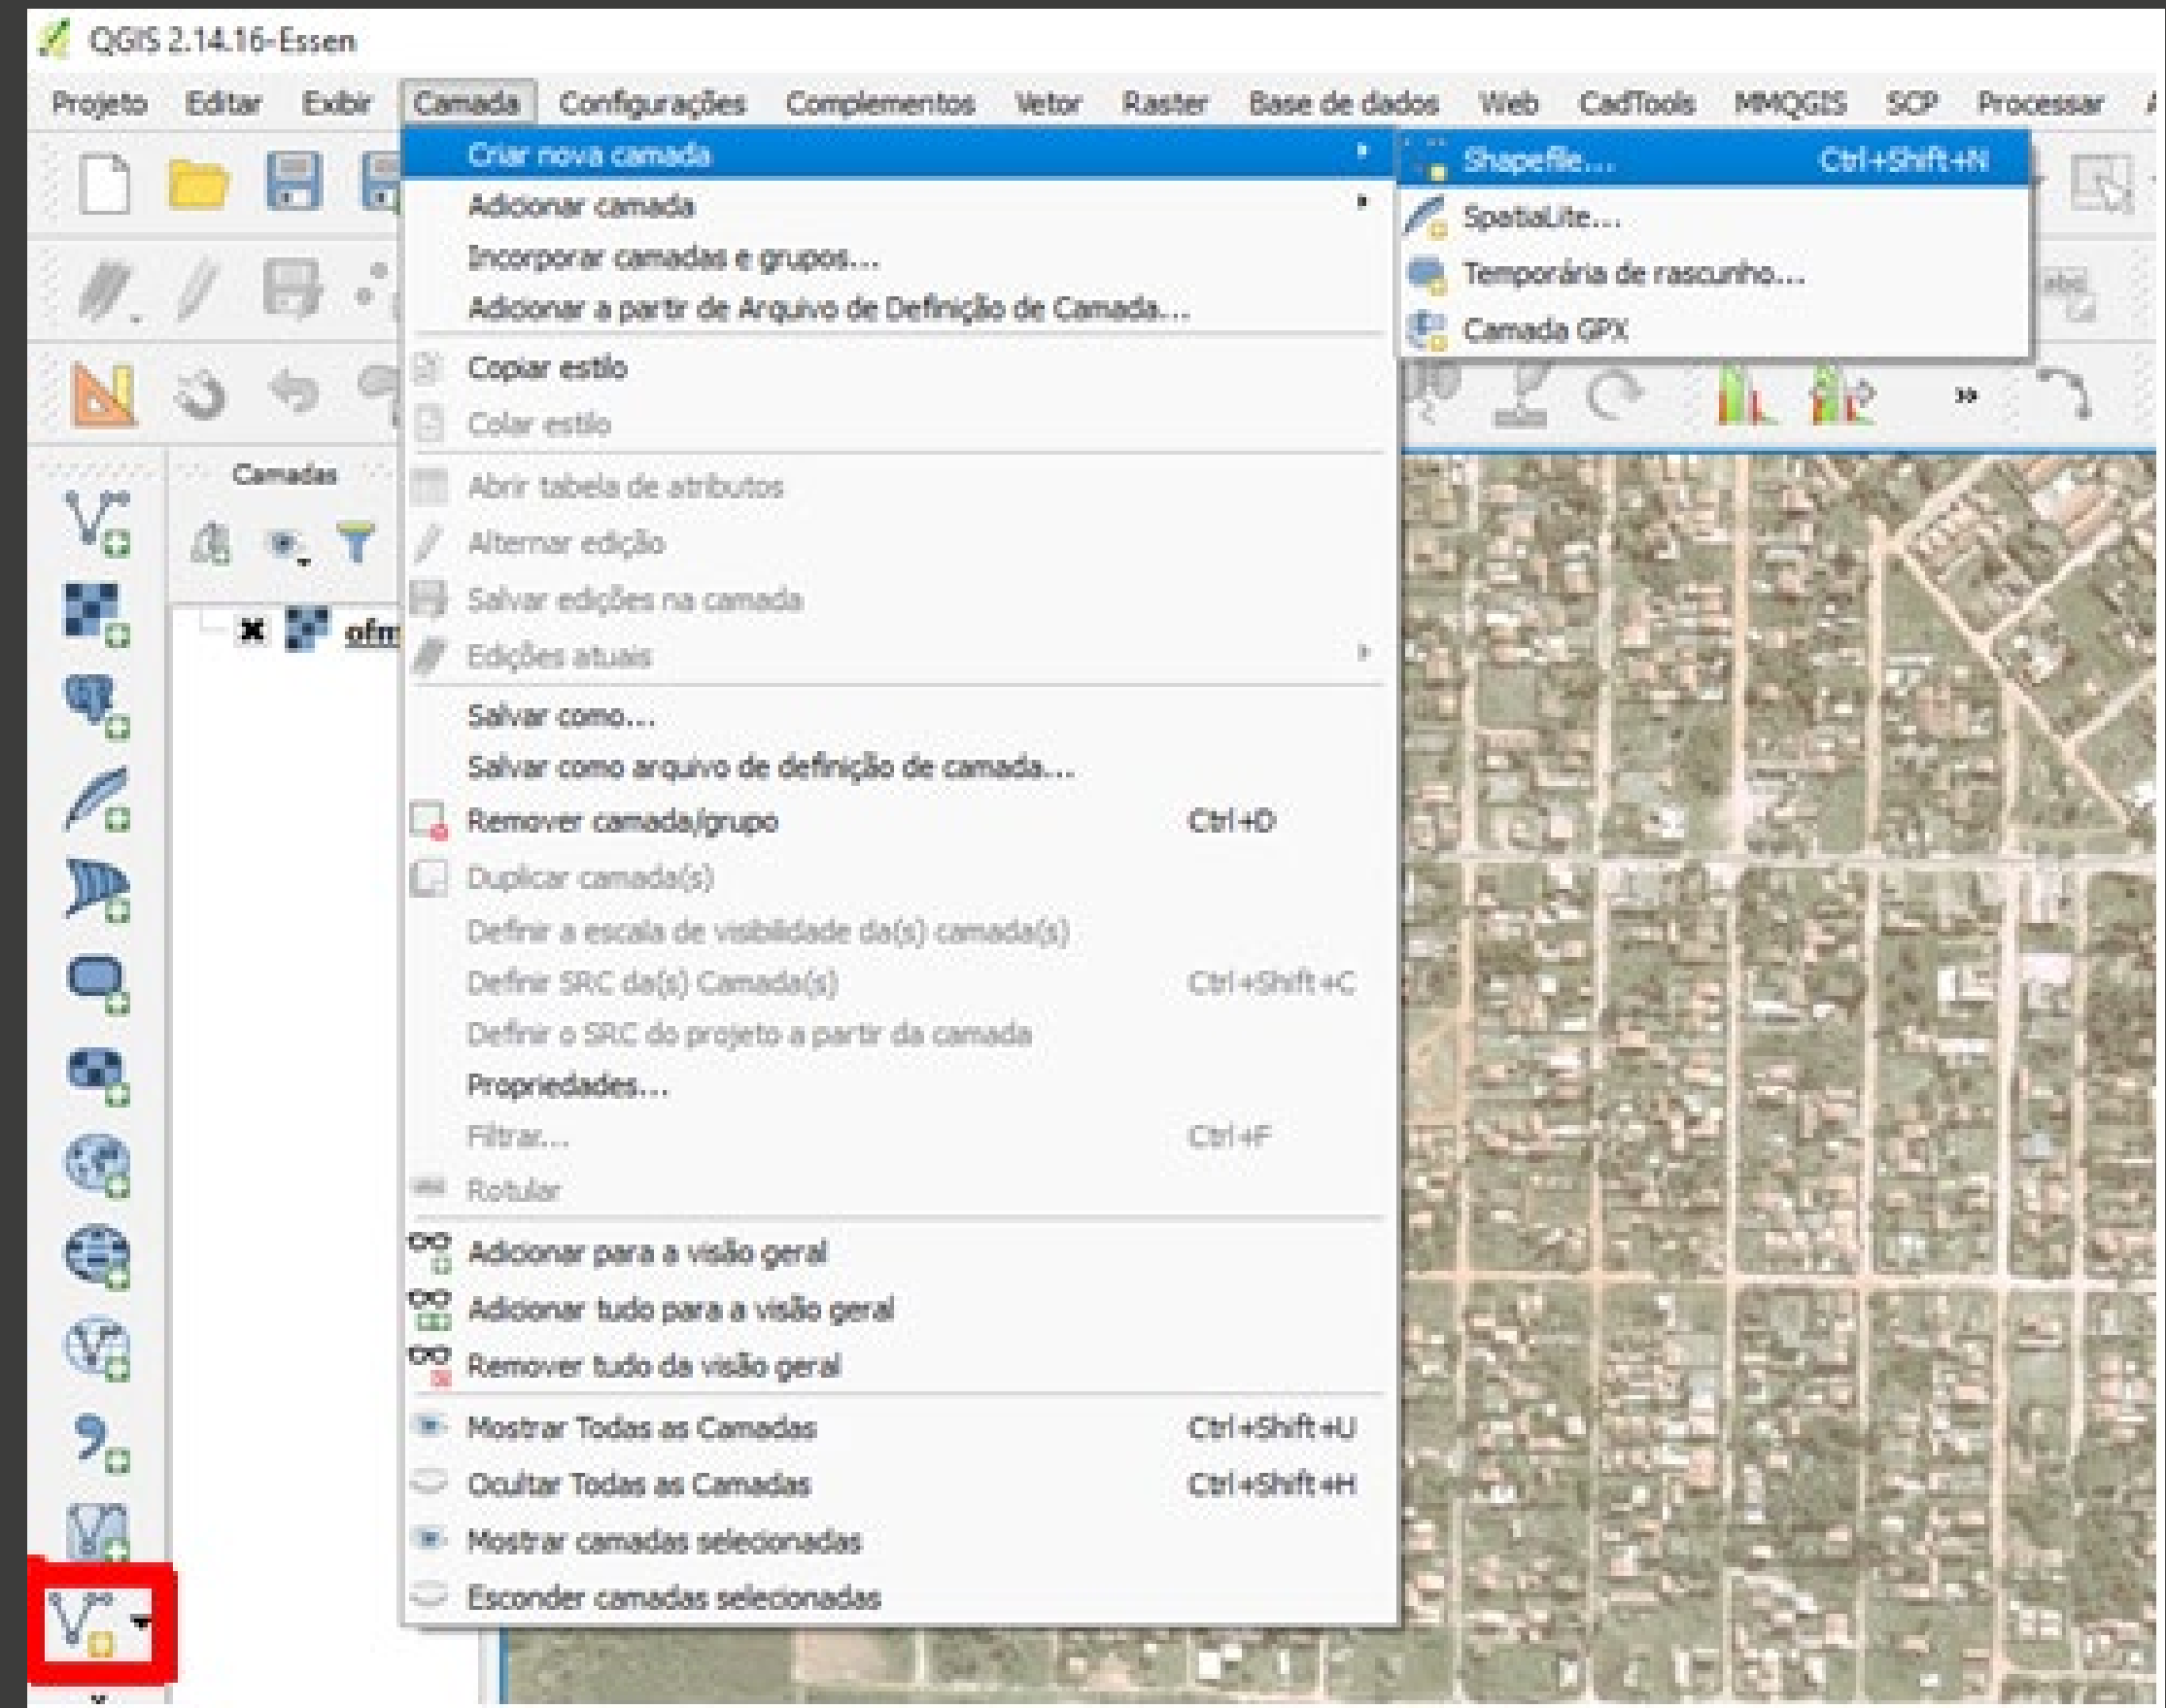 QGIS 2.14.16-Essen
Projeto Editar Exibir Camada Configurações Complementos Vetor Raster Base de dados Web CadTools MMQGIS SCP Processar
Criar nova camada
Shapefile... Ctrl+Shift+N
Adicionar camada
SpatiaLite...
Incorporar camadas e grupos...
Temporária de rascunho...
Adicionar a partir de Arquivo de Definição de Camada...
Camada GPX
Copiar estilo
Colar estilo
Camadas
Abrir tabela de atributos
Alternar edição
Salvar edições na camada
Edições atuais
Salvar como...
Salvar como arquivo de definição de camada...
Remover camada/grupo Ctrl+D
Duplicar camada(s)
Definir a escala de visibilidade da(s) camada(s)
Definir SRC da(s) Camada(s) Ctrl+Shift+C
Definir o SRC do projeto a partir da camada
Propriedades...
Filtrar... Ctrl+F
Rotular
Adicionar para a visão geral
Adicionar tudo para a visão geral
Remover tudo da visão geral
Mostrar Todas as Camadas Ctrl+Shift+U
Ocultar Todas as Camadas Ctrl+Shift+H
Mostrar camadas selecionadas
Esconder camadas selecionadas